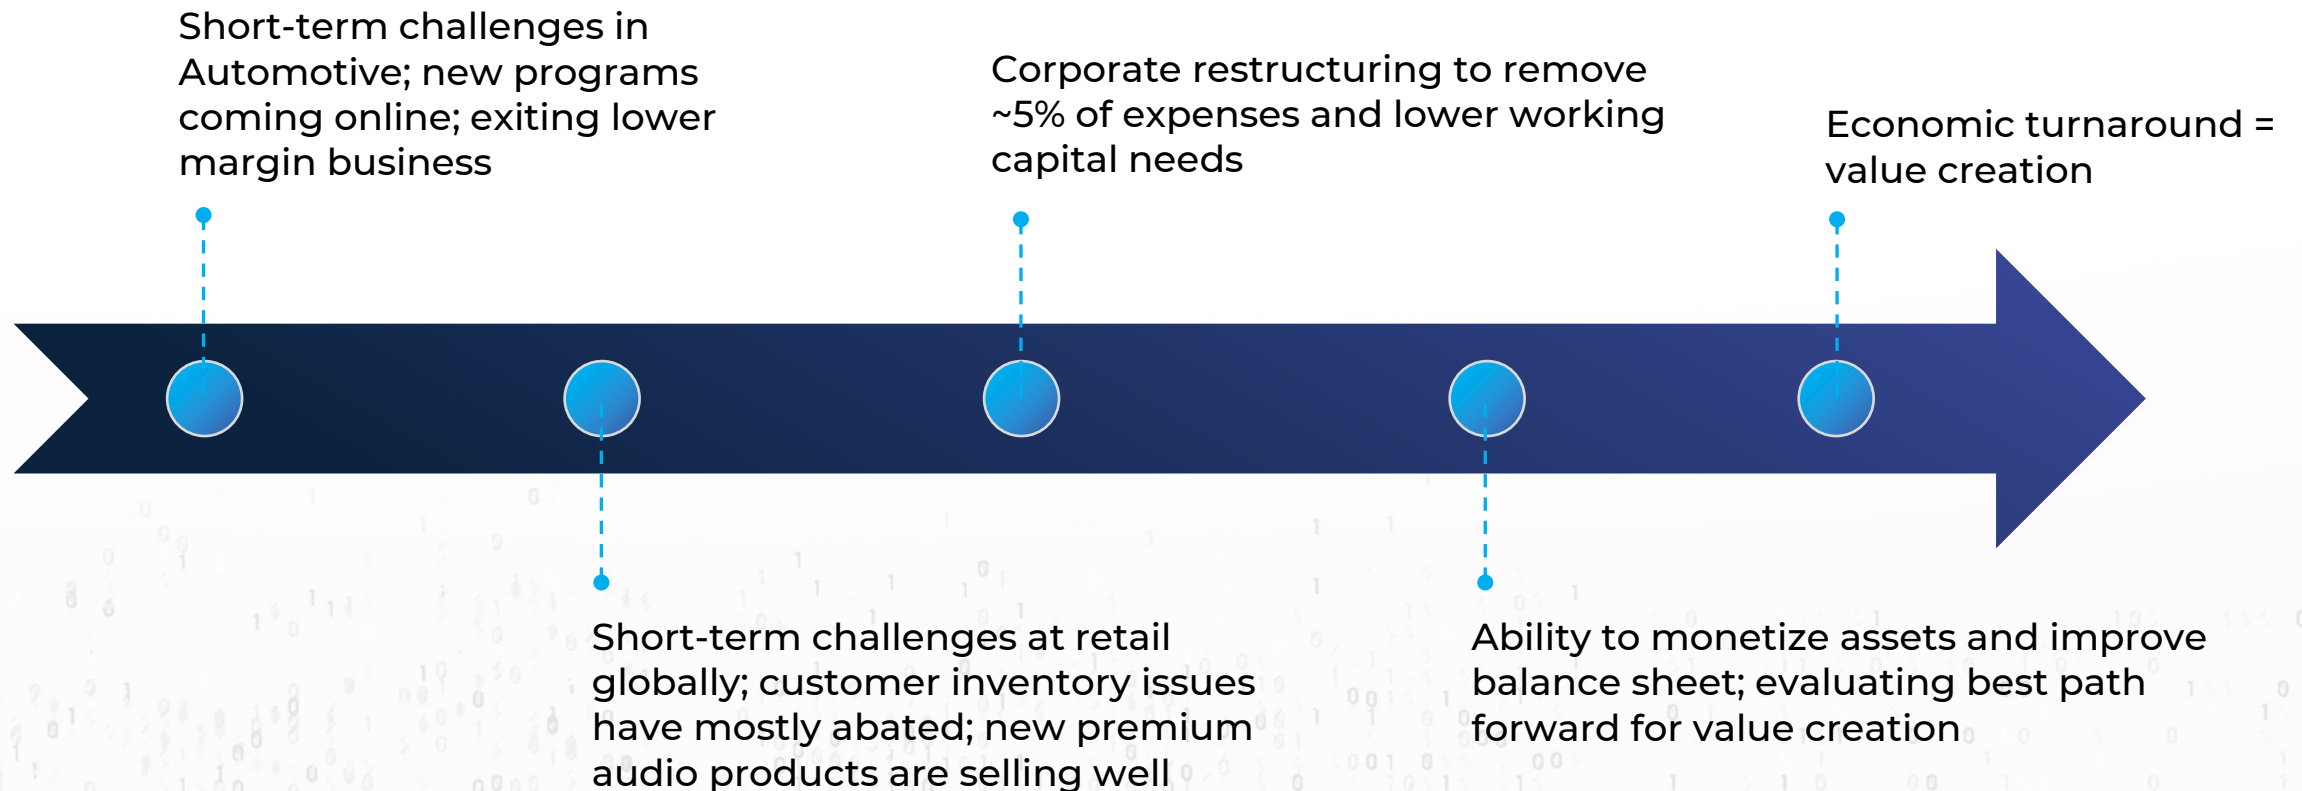 Short-term challenges in
Automotive; new programs
coming online; exiting lower
margin business
Corporate restructuring to remove
~5% of expenses and lower working
capital needs
Economic turnaround =
value creation
Short-term challenges at retail
globally; customer inventory issues
have mostly abated; new premium
audio products are selling well
Ability to monetize assets and improve
balance sheet; evaluating best path
forward for value creation